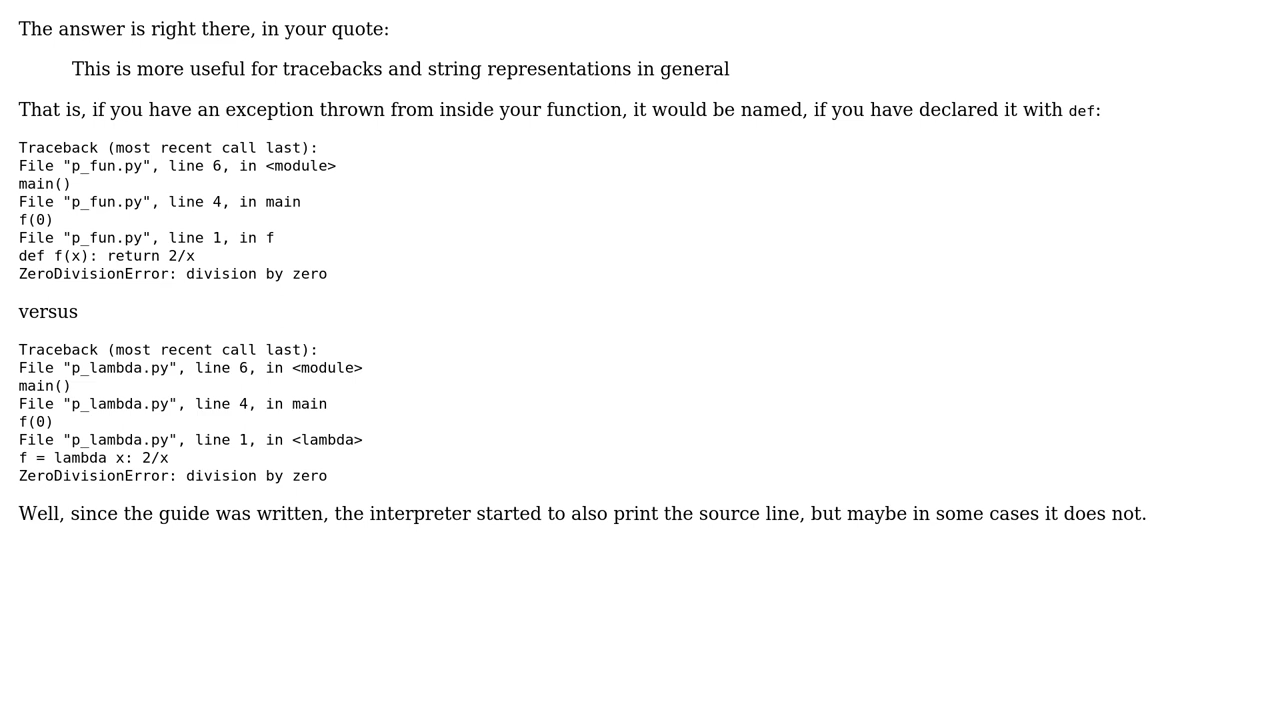 The answer is right there, in your quote:
This is more useful for tracebacks and string representations in general
That is, if you have an exception thrown from inside your function, it would be named, if you have declared it with def:
Traceback (most recent call last):
File "p_fun.py", line 6, in <module>
main()
File "p_fun.py", line 4, in main
f(0)
File "p_fun.py", line 1, in f
def f(x): return 2/x
ZeroDivisionError: division by zero
versus
Traceback (most recent call last):
File "p_lambda.py", line 6, in <module>
main()
File "p_lambda.py", line 4, in main
f(0)
File "p_lambda.py", line 1, in <lambda>
f = lambda x: 2/x
ZeroDivisionError: division by zero
Well, since the guide was written, the interpreter started to also print the source line, but maybe in some cases it does not.